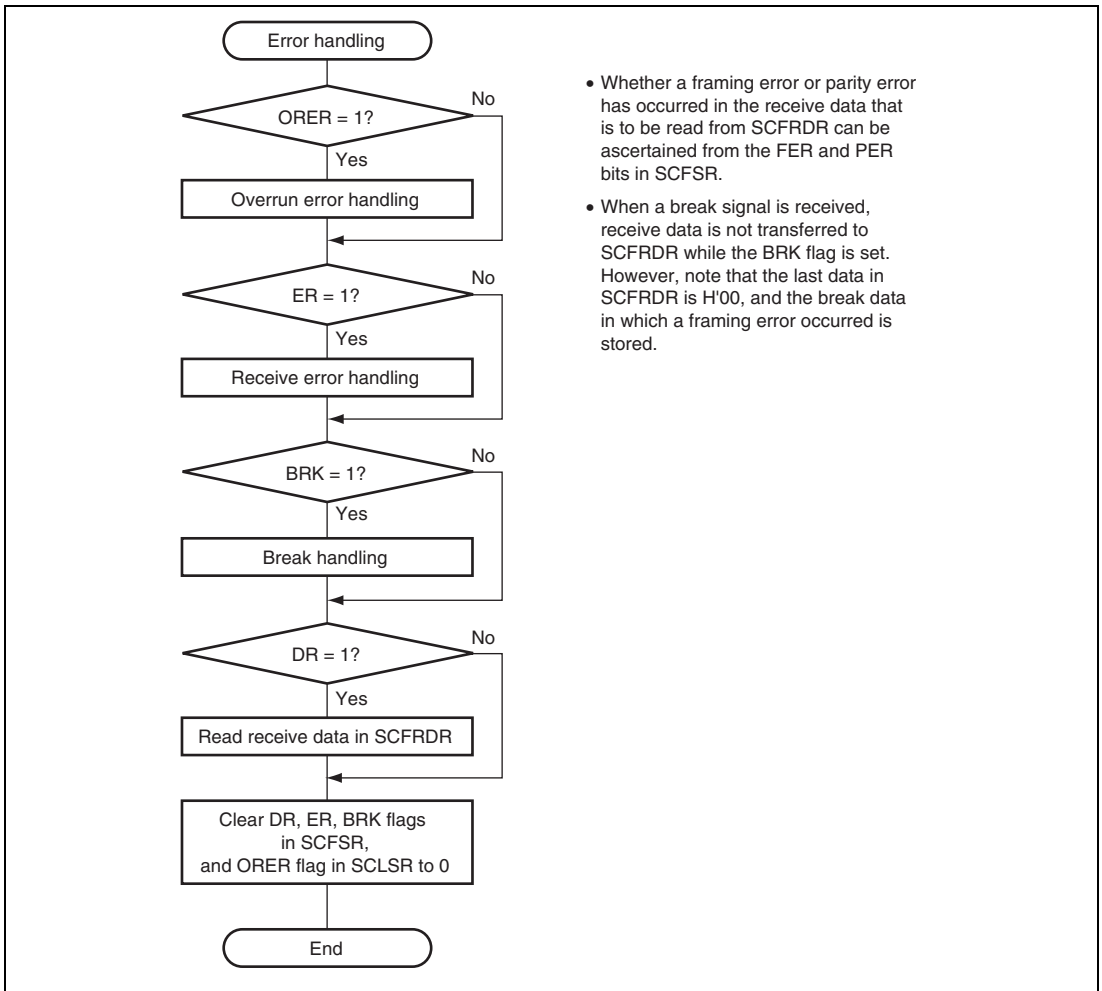 Error handling
ORER = 1?
No
Yes
Overrun error handling
ER = 1?
No
Yes
Receive error handling
BRK = 1?
No
Yes
Break handling
DR = 1?
No
Yes
Read receive data in SCFRDR
Clear DR, ER, BRK flags
in SCFSR,
and ORER flag in SCLSR to 0
End
• Whether a framing error or parity error
has occurred in the receive data that
is to be read from SCFRDR can be
ascertained from the FER and PER
bits in SCFSR.
• When a break signal is received,
receive data is not transferred to
SCFRDR while the BRK flag is set.
However, note that the last data in
SCFRDR is H'00, and the break data
in which a framing error occurred is
stored.